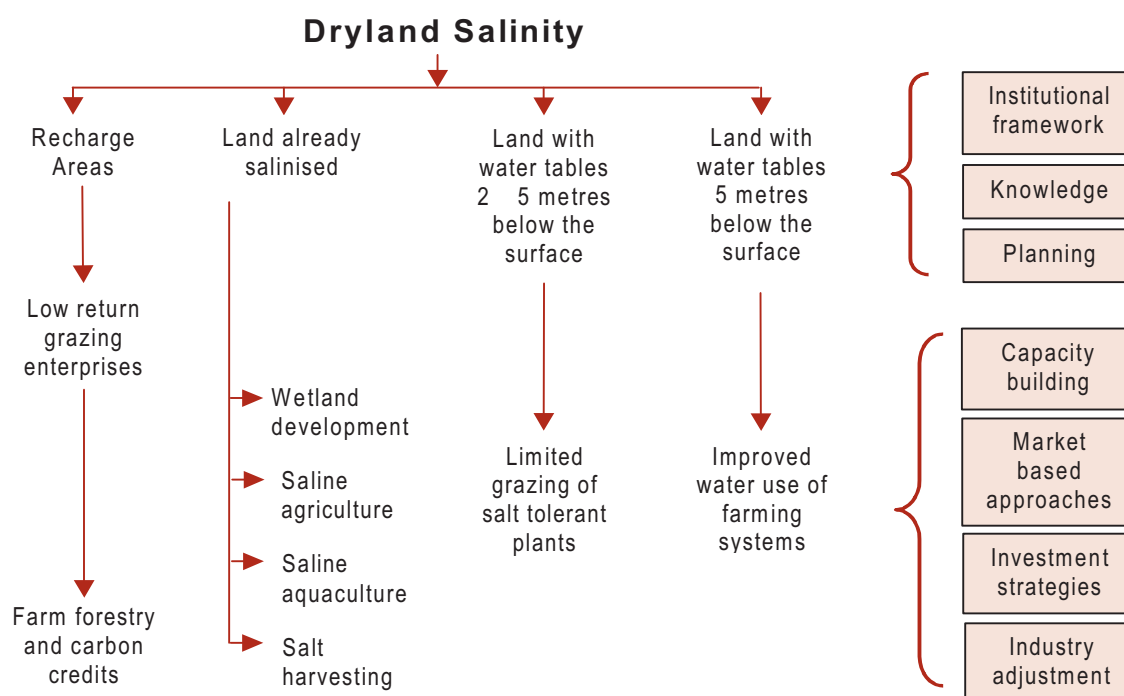 Dryland Salinity
Recharge
Areas
Low return
grazing
enterprises
Farm forestry
and carbon
credits
Land already
salinised
Wetland
development
Saline
agriculture
Saline
aquaculture
Salt
harvesting
Land with
water tables
2 5 metres
below the
surface
Limited
grazing of
salt tolerant
plants
Land with
water tables
5 metres
below the
surface
Improved
water use of
farming
systems
Institutional
framework
Knowledge
Planning
Capacity
building
Market
based
approaches
Investment
strategies
Industry
adjustment